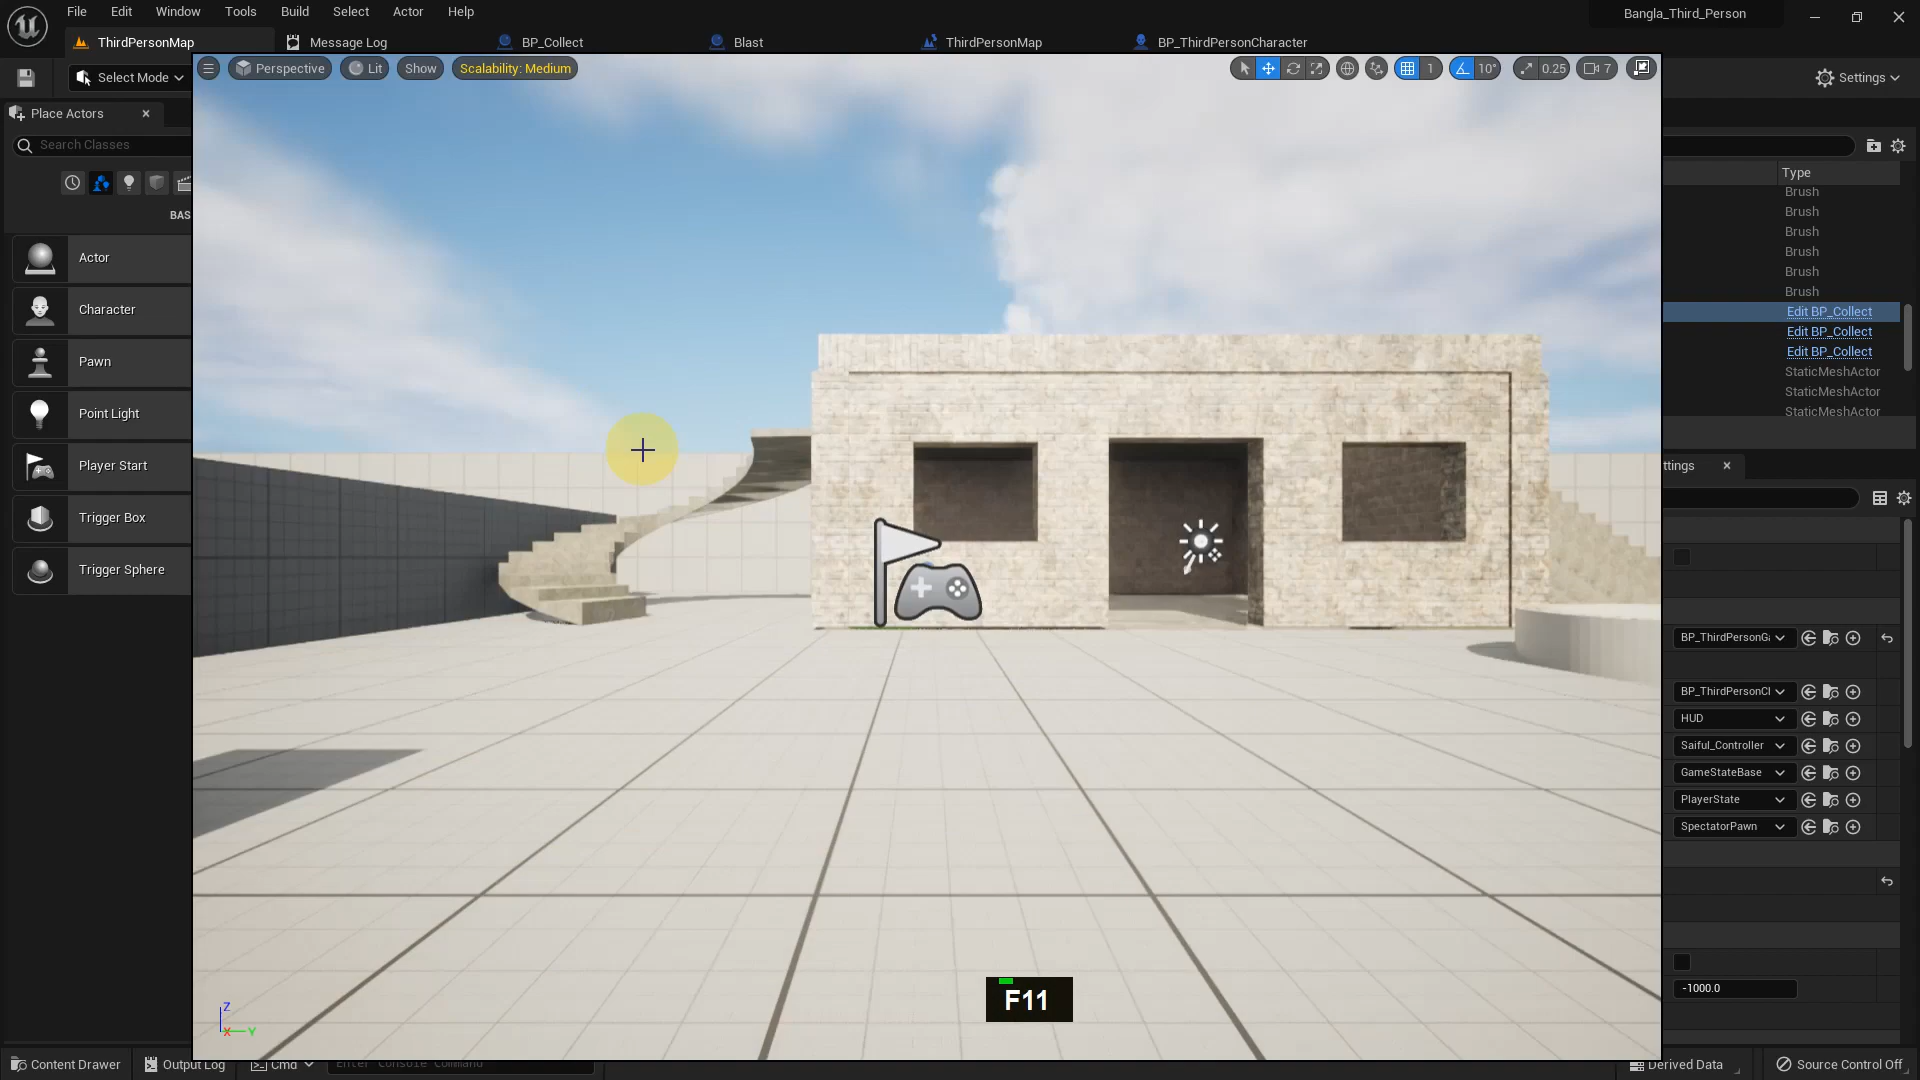 File Edit Window Tools Build Select Actor Help
Bangla_Third_Person
ThirdPersonMap
Message Log
BP_Collect
Blast
ThirdPersonMap
BP_ThirdPersonCharacter
Select Mode
Settings
Perspective
Lit
Show
Scalability: Medium
1
10°
0.25
7
Place Actors
Search Classes
BAS
Actor
Character
Pawn
Point Light
Player Start
Trigger Box
Trigger Sphere
Type
Brush
Brush
Brush
Brush
Brush
Brush
Edit BP_Collect
Edit BP_Collect
Edit BP_Collect
StaticMeshActor
StaticMeshActor
StaticMeshActor
ttings
BP_ThirdPersonGa
BP_ThirdPersonCl
HUD
Saiful_Controller
GameStateBase
PlayerState
SpectatorPawn
-1000.0
F11
Z
X
Y
Content Drawer
Output Log
Cmd
Enter Console Command
Derived Data
Source Control Off